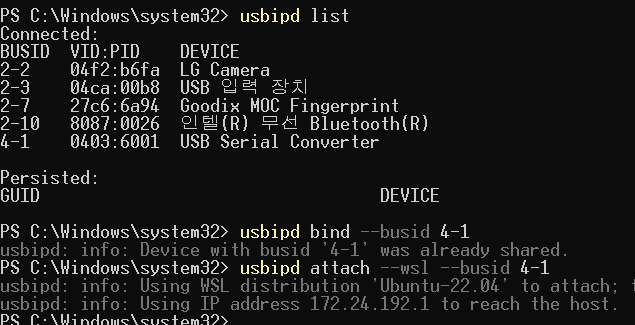 PS C:\Windows\system32> usbipd list
Connected:
BUSID  VID:PID    DEVICE
2-2    04f2:b6fa  LG Camera
2-3    04ca:00b8  USB 입력 장치
2-7    27c6:6a94  Goodix MOC Fingerprint
2-10   8087:0026  인텔(R) 무선 Bluetooth(R)
4-1    0403:6001  USB Serial Converter
Persisted:
GUID                                  DEVICE
PS C:\Windows\system32> usbipd bind --busid 4-1
usbipd: info: Device with busid '4-1' was already shared.
PS C:\Windows\system32> usbipd attach --wsl --busid 4-1
usbipd: info: Using WSL distribution 'Ubuntu-22.04' to attach;
usbipd: info: Using IP address 172.24.192.1 to reach the host.
PS C:\Windows\system32>